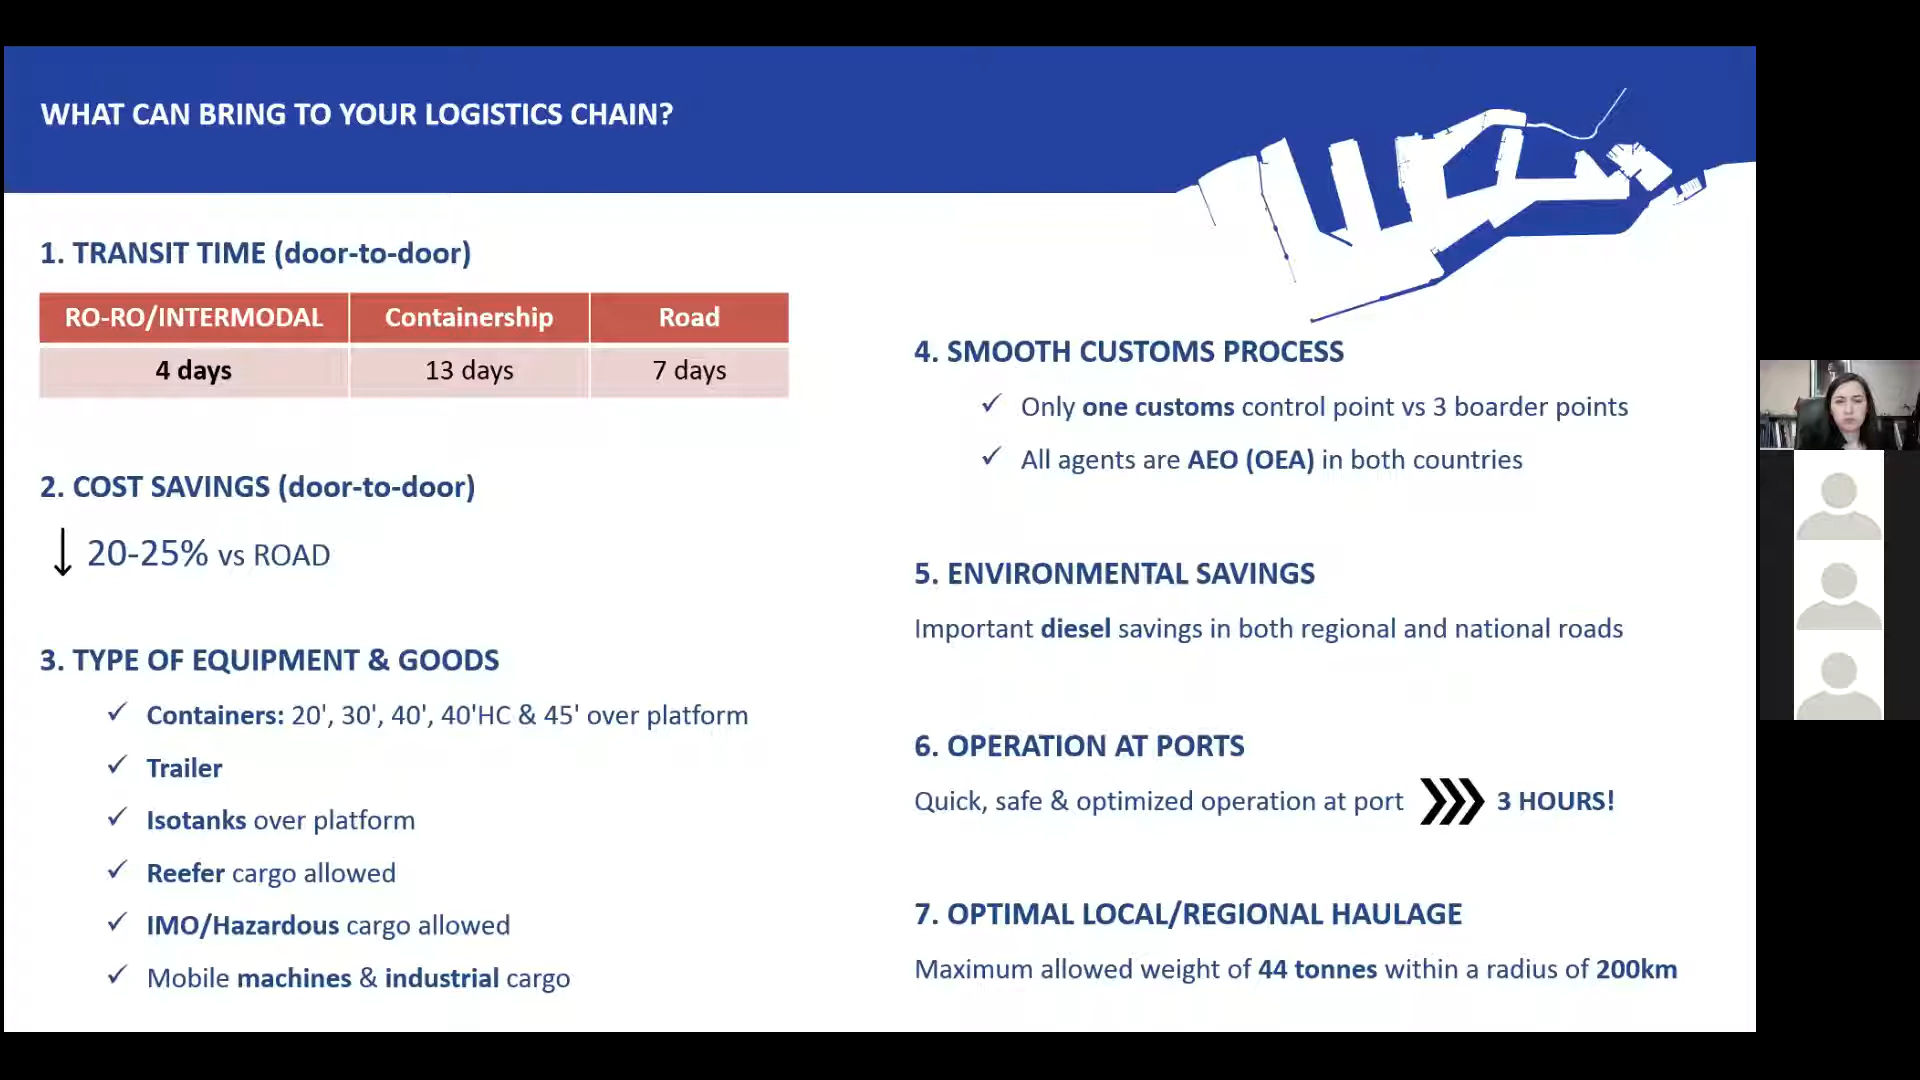 WHAT CAN BRING TO YOUR LOGISTICS CHAIN?
1. TRANSIT TIME (door-to-door)
RO-RO/INTERMODAL Containership Road
4 days 13 days 7 days
2. COST SAVINGS (door-to-door)
20-25% vs ROAD
3. TYPE OF EQUIPMENT & GOODS
✓ Containers: 20', 30', 40', 40'HC & 45' over platform
✓ Trailer
✓ Isotanks over platform
✓ Reefer cargo allowed
✓ IMO/Hazardous cargo allowed
✓ Mobile machines & industrial cargo
4. SMOOTH CUSTOMS PROCESS
✓ Only one customs control point vs 3 boarder points
✓ All agents are AEO (OEA) in both countries
5. ENVIRONMENTAL SAVINGS
Important diesel savings in both regional and national roads
6. OPERATION AT PORTS
Quick, safe & optimized operation at port 3 HOURS!
7. OPTIMAL LOCAL/REGIONAL HAULAGE
Maximum allowed weight of 44 tonnes within a radius of 200km